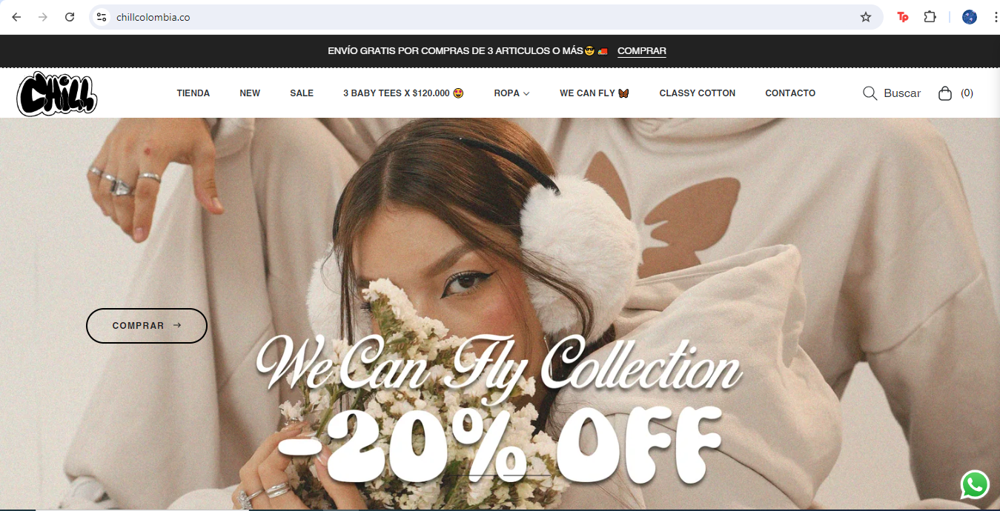 chillcolombia.co
Tp
ENVÍO GRATIS POR COMPRAS DE 3 ARTICULOS O MÁS😎🚛 COMPRAR
CHILL
TIENDA NEW SALE 3 BABY TEES X $120.000 🤩 ROPA WE CAN FLY 🦋 CLASSY COTTON CONTACTO Buscar (0)
COMPRAR →
We Can Fly Collection
-20% OFF